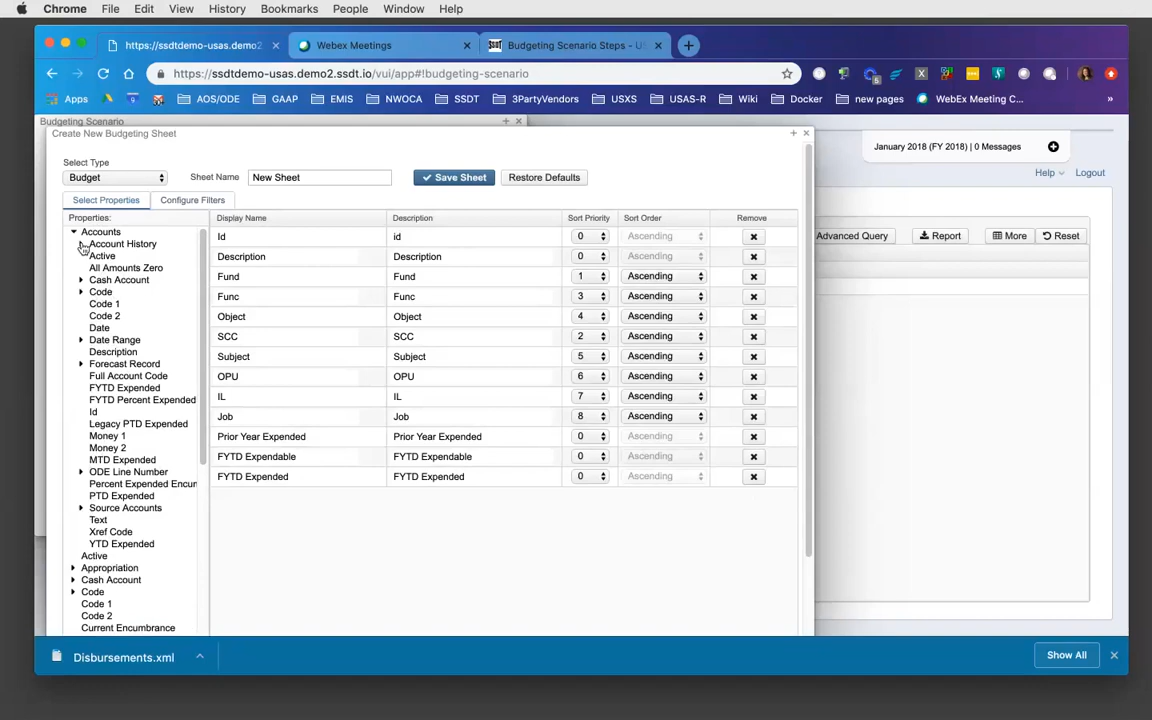 Chrome File Edit View History Bookmarks People Window Help
https://ssdtdemo-usas.demo2 Webex Meetings SSDT Budgeting Scenario Steps - U
https://ssdtdemo-usas.demo2.ssdt.io/vui/app#!budgeting-scenario
Apps AOS/ODE GAAP EMIS NWOCA SSDT 3PartyVendors USXS USAS-R Wiki Docker new pages WebEx Meeting C... »
Budgeting Scenario
Create New Budgeting Sheet
January 2018 (FY 2018) | 0 Messages
Help Logout
Select Type
Budget Sheet Name New Sheet Save Sheet Restore Defaults
Select Properties Configure Filters
Advanced Query Report More Reset
Properties: Display Name Description Sort Priority Sort Order Remove
Accounts
Account History
Active
All Amounts Zero
Cash Account
Code
Code 1
Code 2
Date
Date Range
Description
Forecast Record
Full Account Code
FYTD Expended
FYTD Percent Expended
Id
Legacy PTD Expended
Money 1
Money 2
MTD Expended
ODE Line Number
Percent Expended Encur
PTD Expended
Source Accounts
Text
Xref Code
YTD Expended
Active
Appropriation
Cash Account
Code
Code 1
Code 2
Current Encumbrance
Id id 0 Ascending
Description Description 0 Ascending
Fund Fund 1 Ascending
Func Func 3 Ascending
Object Object 4 Ascending
SCC SCC 2 Ascending
Subject Subject 5 Ascending
OPU OPU 6 Ascending
IL IL 7 Ascending
Job Job 8 Ascending
Prior Year Expended Prior Year Expended 0 Ascending
FYTD Expendable FYTD Expendable 0 Ascending
FYTD Expended FYTD Expended 0 Ascending
Disbursements.xml Show All